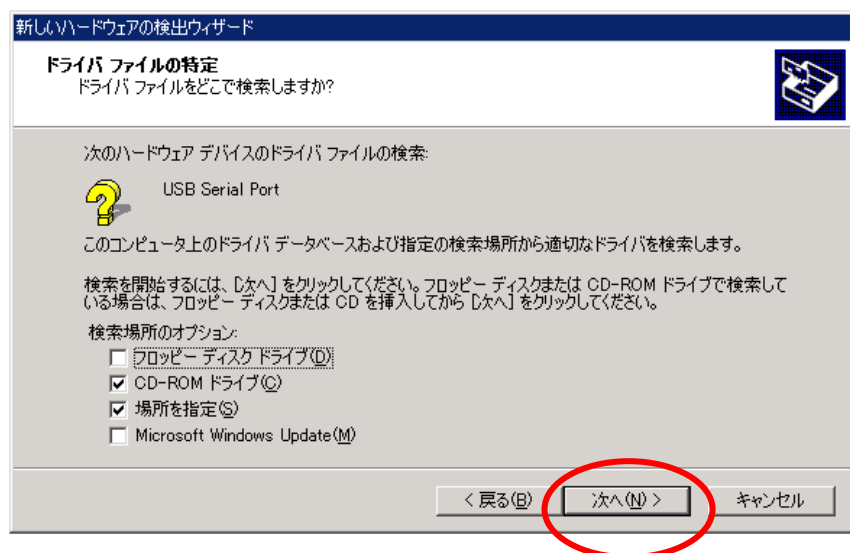 新しいハードウェアの検出ウィザード
ドライバ ファイルの特定
ドライバ ファイルをどこで検索しますか?
次のハードウェア デバイスのドライバ ファイルの検索:
USB Serial Port
このコンピュータ上のドライバ データベースおよび指定の検索場所から適切なドライバを検索します。
検索を開始するには、[次へ] をクリックしてください。フロッピー ディスクまたは CD-ROM ドライブで検索して
いる場合は、フロッピー ディスクまたは CD を挿入してから [次へ] をクリックしてください。
検索場所のオプション:
フロッピー ディスク ドライブ(D)
CD-ROM ドライブ(C)
場所を指定(S)
Microsoft Windows Update(M)
< 戻る(B) 次へ(N) > キャンセル